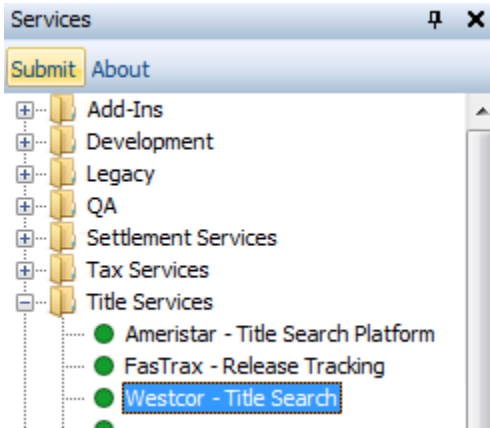 Services
Submit About
Add-Ins
Development
Legacy
QA
Settlement Services
Tax Services
Title Services
Ameristar - Title Search Platform
FasTrax - Release Tracking
Westcor - Title Search